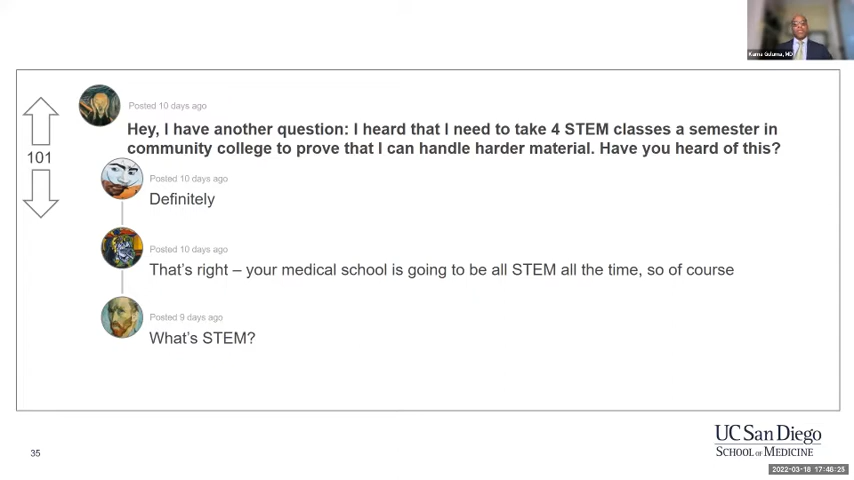 Kama Guluma, MD
Posted 10 days ago
Hey, I have another question: I heard that I need to take 4 STEM classes a semester in
community college to prove that I can handle harder material. Have you heard of this?
101
Posted 10 days ago
Definitely
Posted 10 days ago
That's right – your medical school is going to be all STEM all the time, so of course
Posted 9 days ago
What's STEM?
UC San Diego
SCHOOL OF MEDICINE
35
2022-03-18 17:48:25